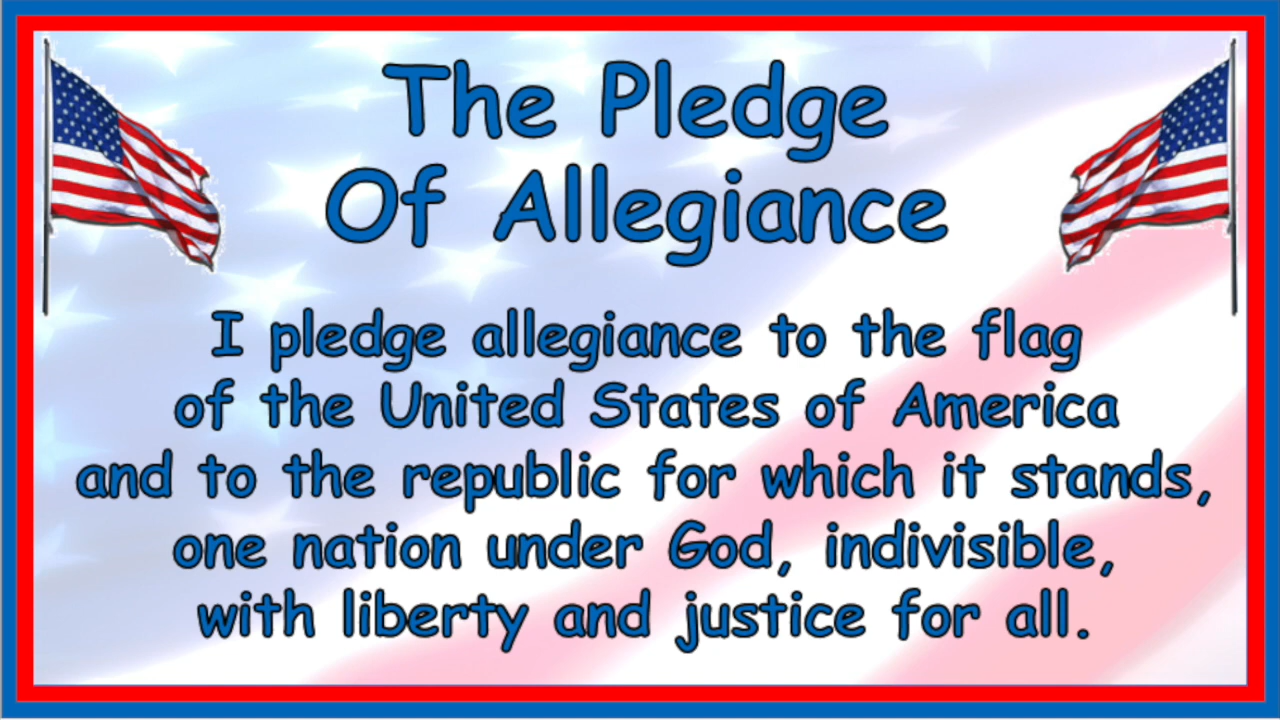 The Pledge
Of Allegiance
I pledge allegiance to the flag
of the United States of America
and to the republic for which it stands,
one nation under God, indivisible,
with liberty and justice for all.